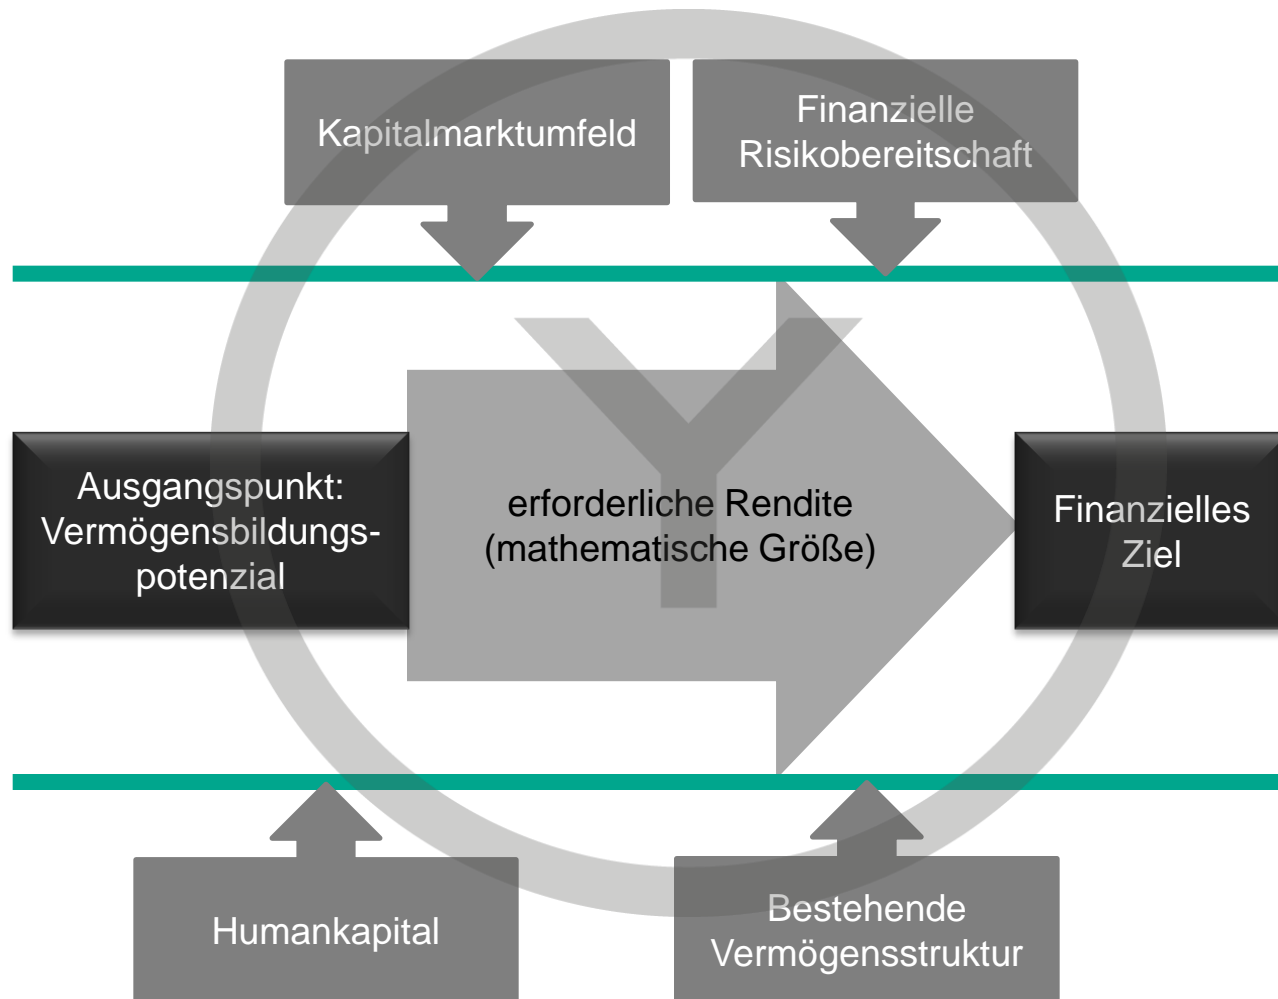 Kapitalmarktumfeld
Finanzielle
Risikobereitschaft
Ausgangspunkt:
Vermögensbildungs-
potenzial
erforderliche Rendite
(mathematische Größe)
Finanzielles
Ziel
Humankapital
Bestehende
Vermögensstruktur
Y